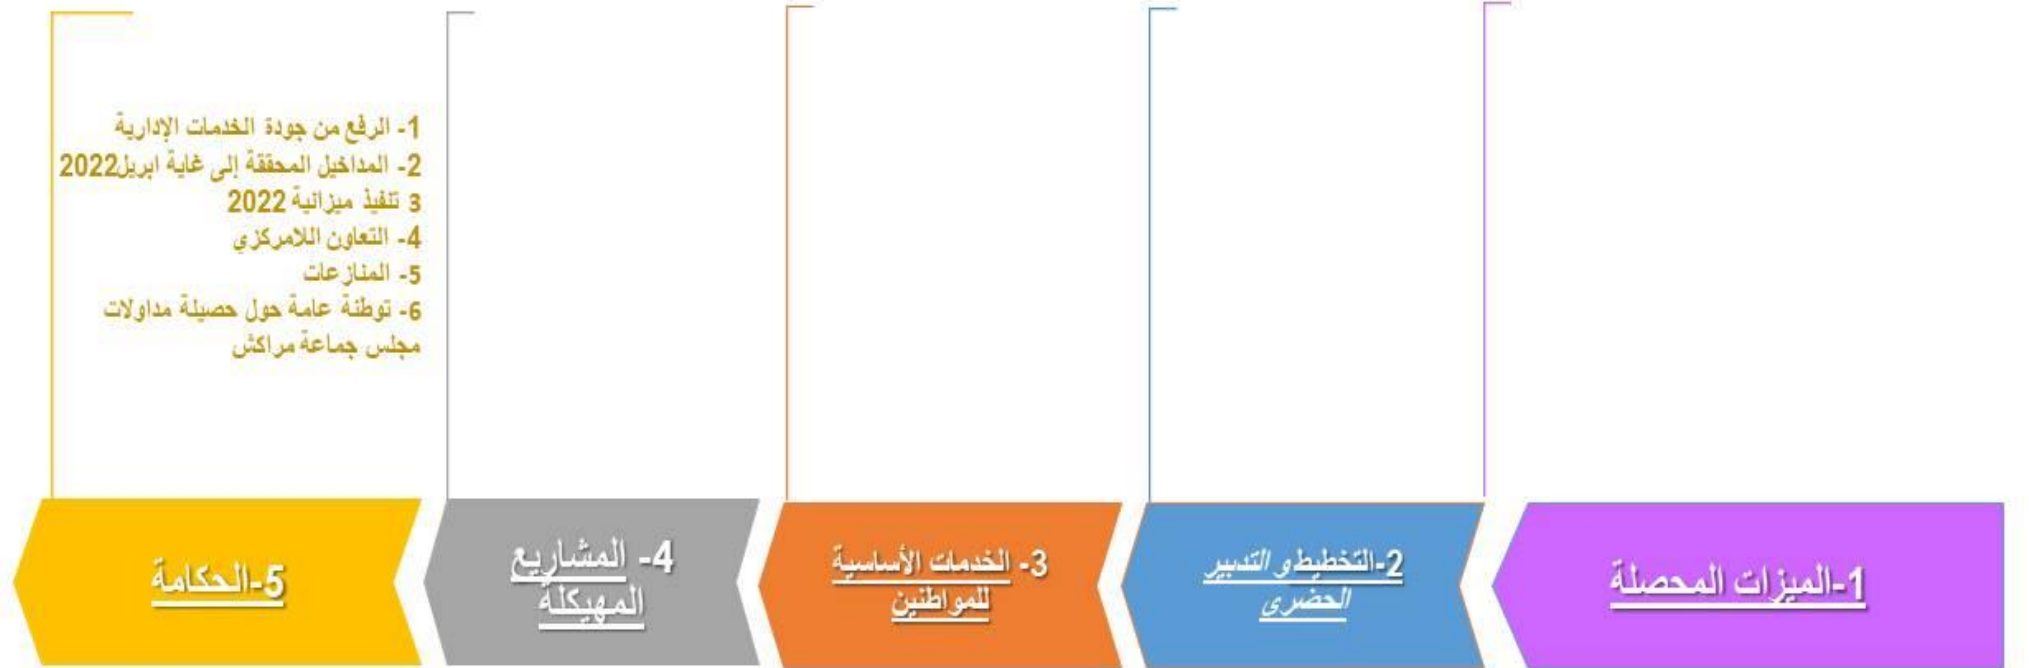 1- الرفع من جودة الخدمات الإدارية
2- المداخيل المحققة إلى غاية ابريل2022
3 تنفيذ ميزانية 2022
4- التعاون اللامركزي
5- المنازعات
6- توطنة عامة حول حصيلة مداولات
مجلس جماعة مراكش
1-الميزات المحصلة
2-التخطيط و التدبير
الحضري
3- الخدمات الأساسية
للمواطنين
4- المشاريع
المهيكلة
5-الحكامة